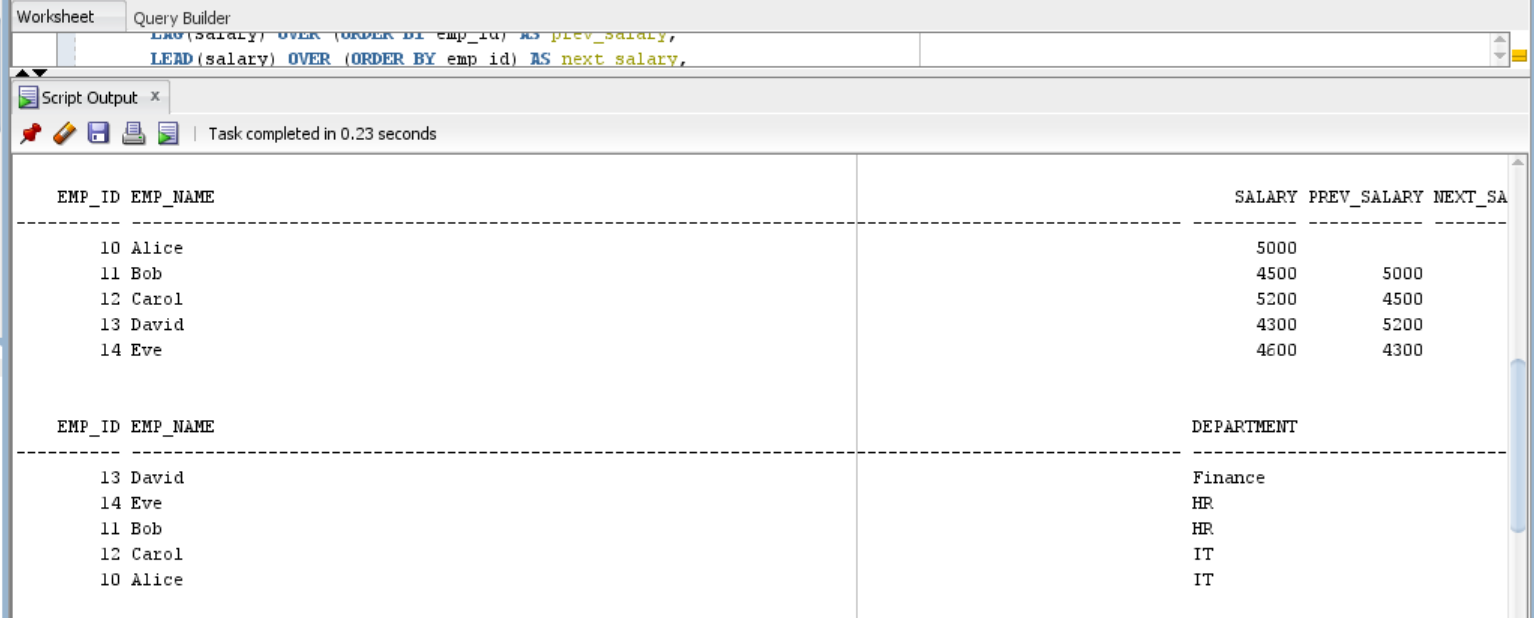 Worksheet Query Builder
LAG(salary) OVER (ORDER BY emp_id) AS prev_salary,
LEAD(salary) OVER (ORDER BY emp_id) AS next_salary,
Script Output x
Task completed in 0.23 seconds
EMP_ID EMP_NAME SALARY PREV_SALARY NEXT_SA
10 Alice 5000
11 Bob 4500 5000
12 Carol 5200 4500
13 David 4300 5200
14 Eve 4600 4300
EMP_ID EMP_NAME DEPARTMENT
13 David Finance
14 Eve HR
11 Bob HR
12 Carol IT
10 Alice IT